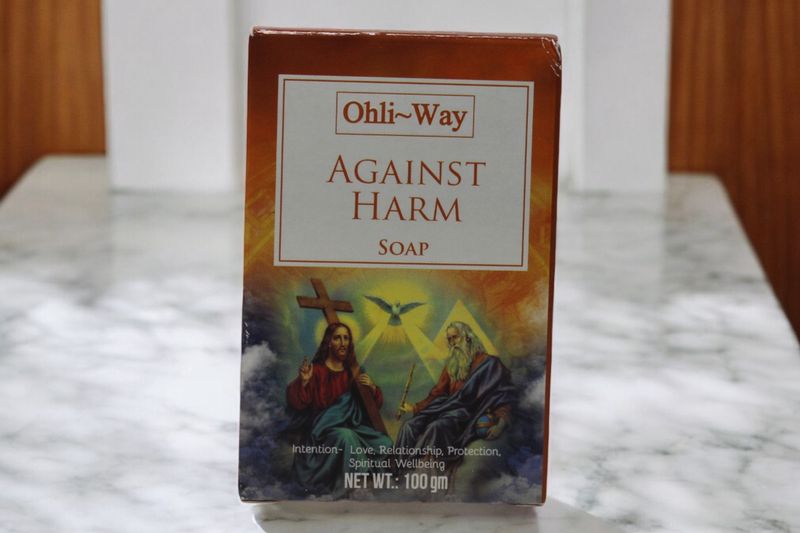 Ohli~Way
AGAINST
HARM
SOAP
Intention- Love, Relationship, Protection,
Spiritual Wellbeing
NET WT.: 100 gm